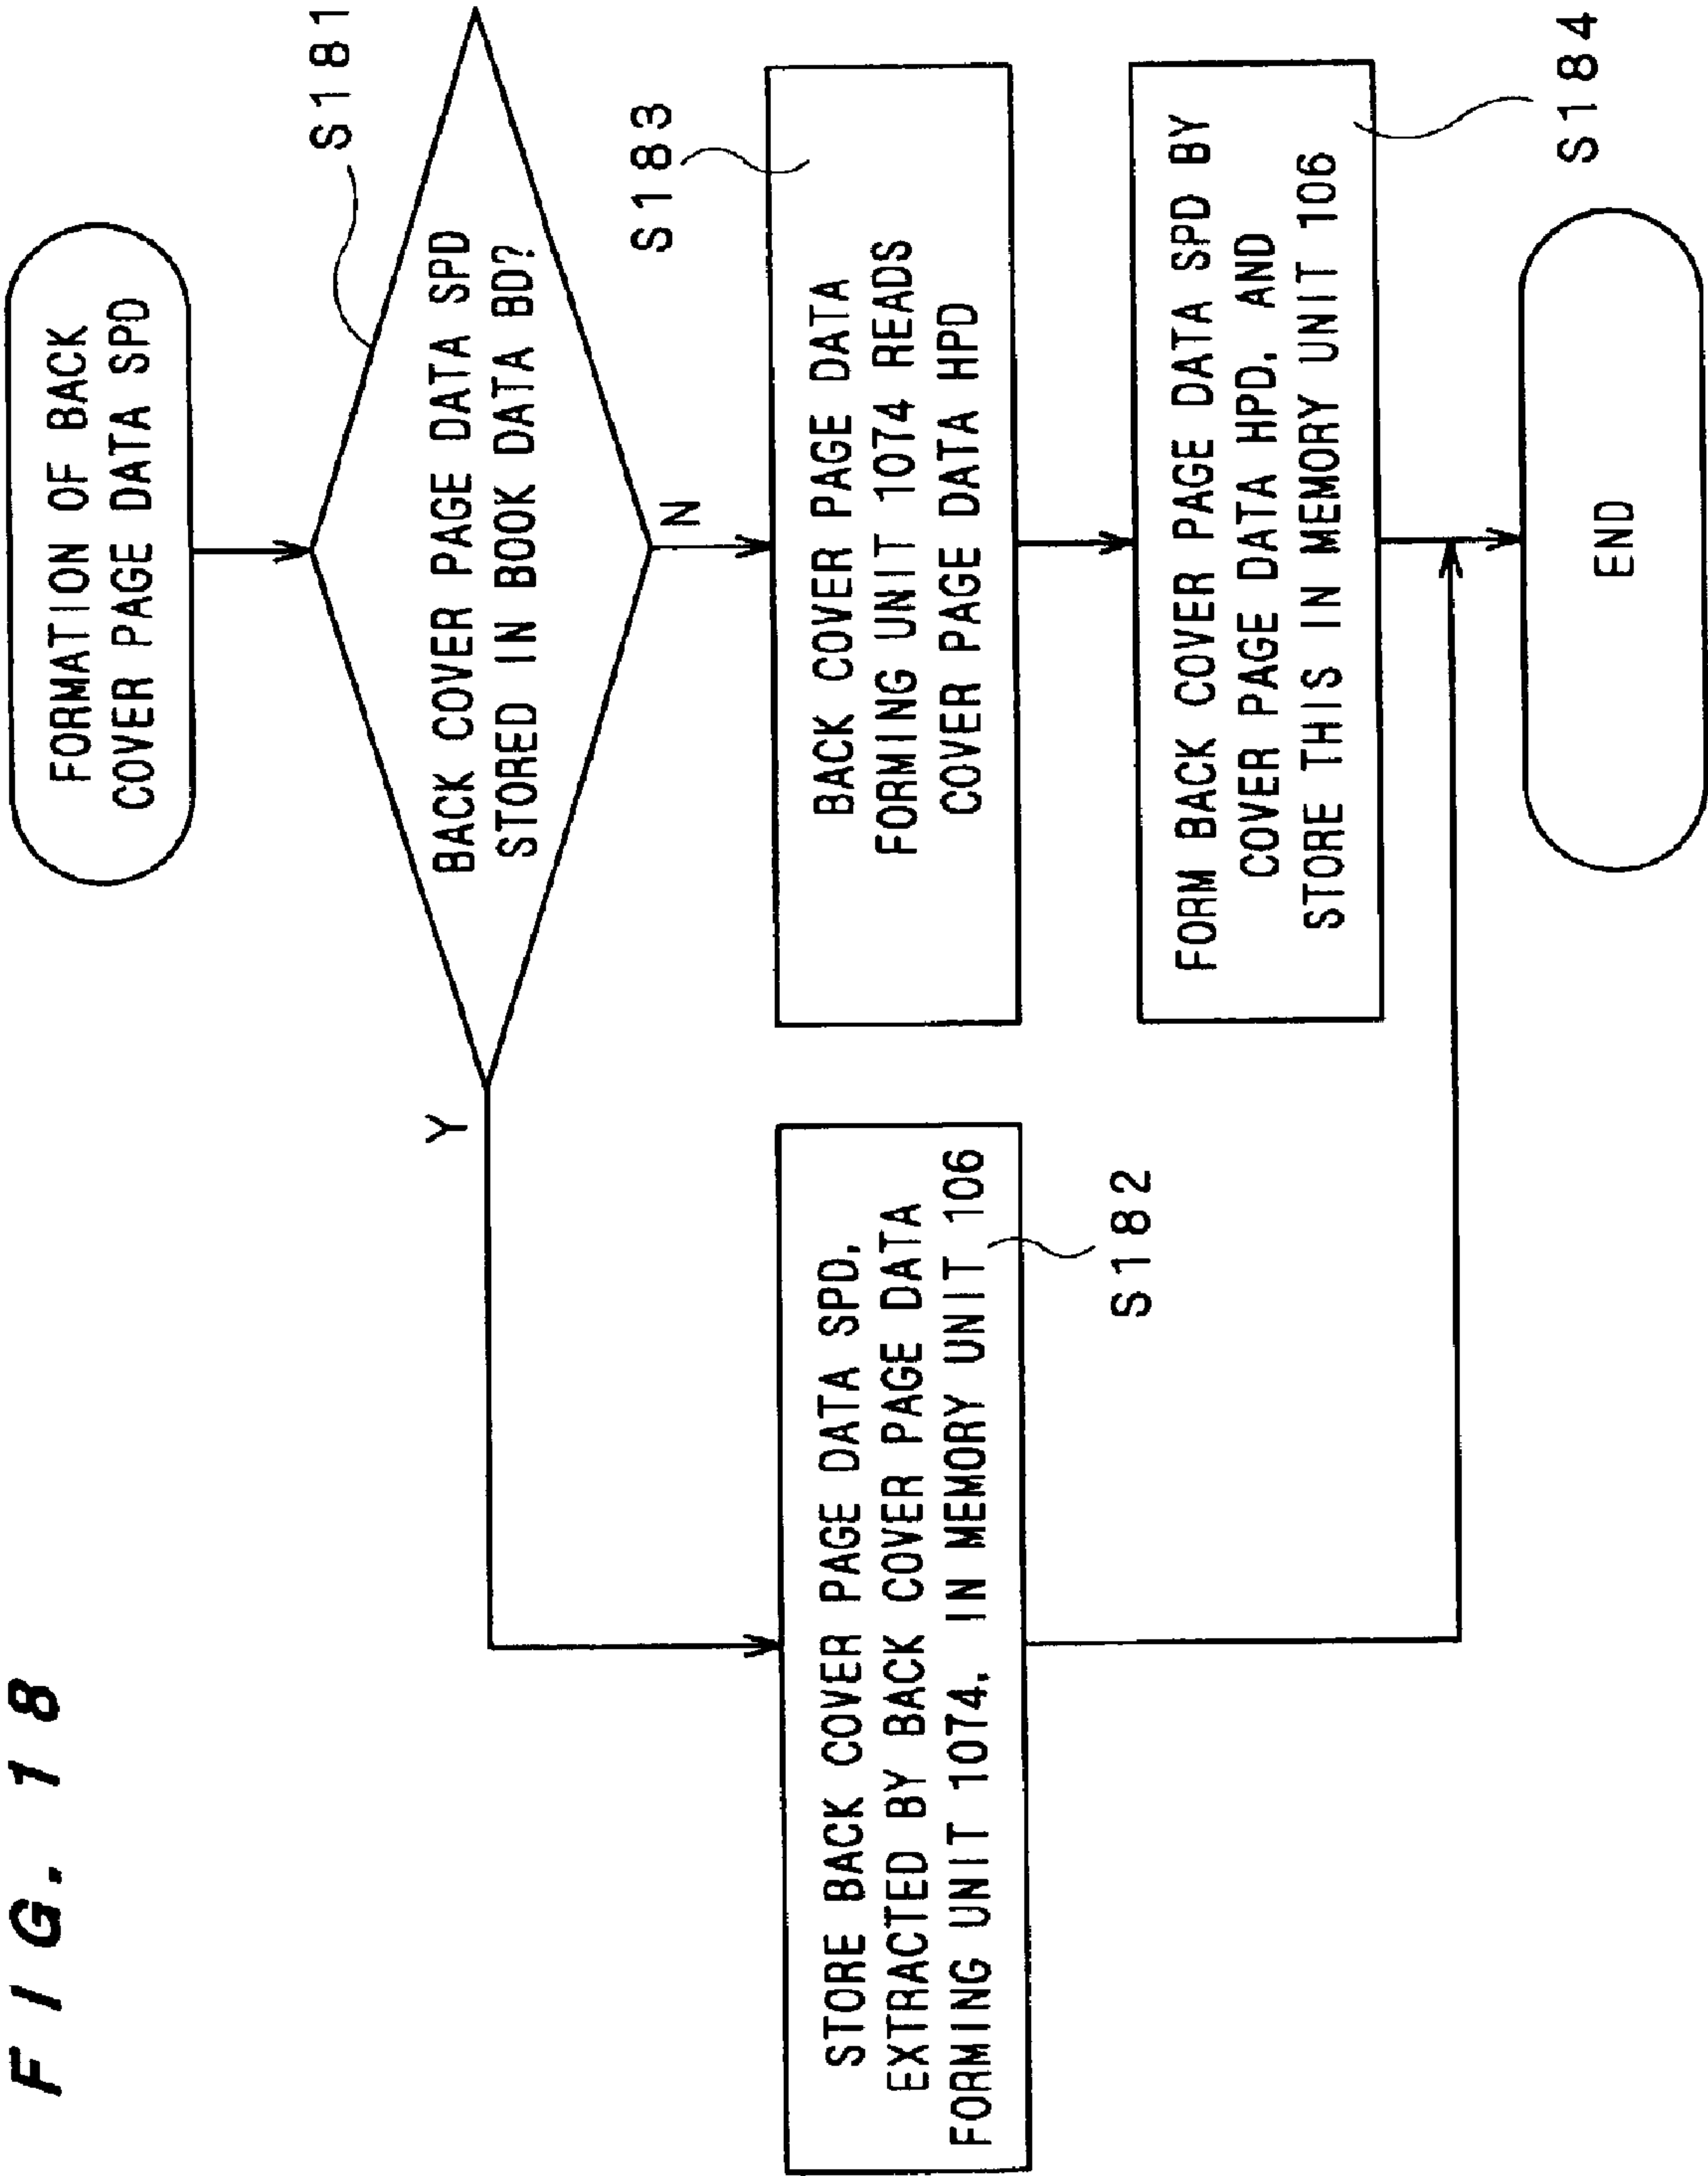 FIG. 18
FORMATION OF BACK
COVER PAGE DATA SPD
S181
BACK COVER PAGE DATA SPD
STORED IN BOOK DATA BD?
Y
N
S183
STORE BACK COVER PAGE DATA SPD,
EXTRACTED BY BACK COVER PAGE DATA
FORMING UNIT 1074, IN MEMORY UNIT 106
S182
BACK COVER PAGE DATA
FORMING UNIT 1074 READS
COVER PAGE DATA HPD
FORM BACK COVER PAGE DATA SPD BY
COVER PAGE DATA HPD, AND
STORE THIS IN MEMORY UNIT 106
S184
END